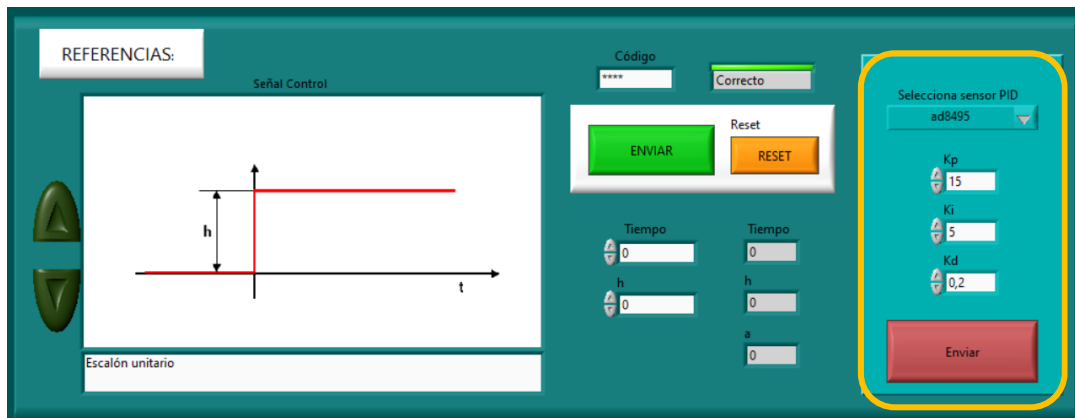 REFERENCIAS:
Señal Control
h
t
Escalón unitario
Código
****
Correcto
ENVIAR
Reset
RESET
Tiempo
0
h
0
Tiempo
0
h
0
a
0
Selecciona sensor PID
ad8495
Kp
15
Ki
5
Kd
0,2
Enviar